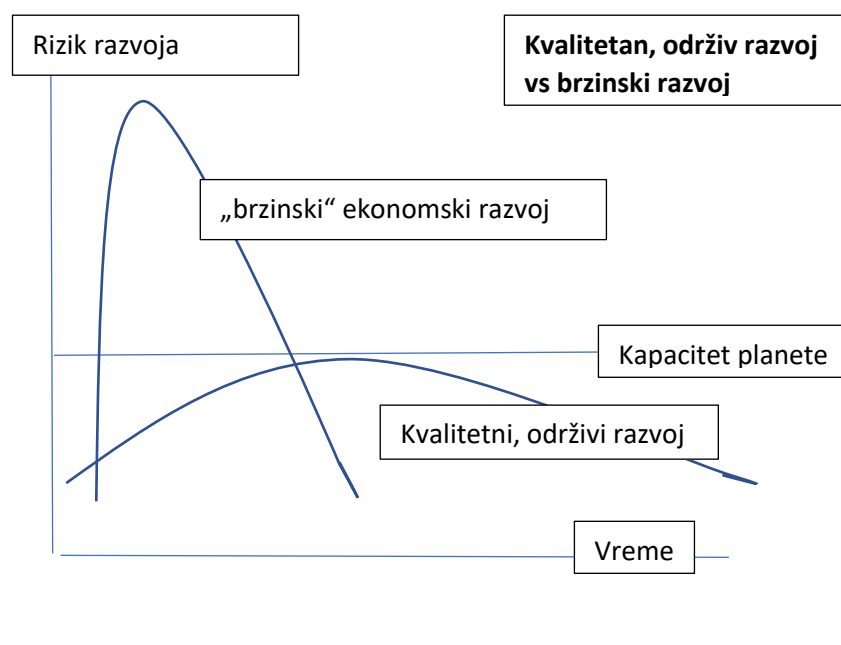 Rizik razvoja
Kvalitetan, održiv razvoj
vs brzinski razvoj
„brzinski“ ekonomski razvoj
Kapacitet planete
Kvalitetni, održivi razvoj
Vreme